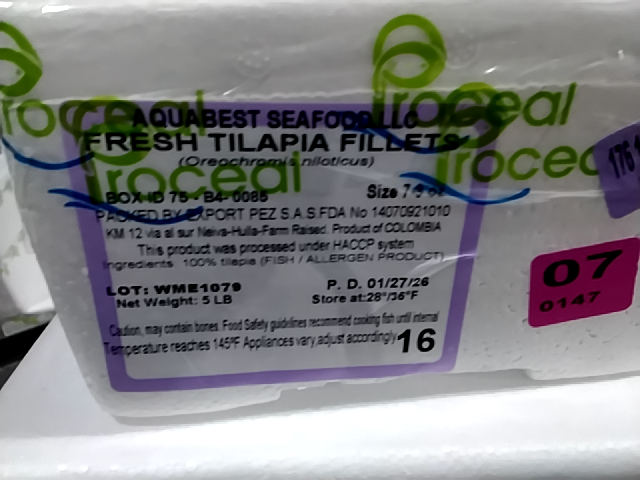 Proceal
Proceal
Proceal
Proceal
AQUABEST SEAFOOD LLC
FRESH TILAPIA FILLETS
(Oreochromis niloticus)
BOX ID 75 - B4- 0085
Size 7-9 oz
PACKED BY EXPORT PEZ S.A.S.FDA No 14070921010
KM 12 via al sur Neiva-Huila-Farm Raised. Product of COLOMBIA
This product was processed under HACCP system
Ingredients: 100% tilapia (FISH / ALLERGEN PRODUCT)
LOT: WME1079
P. D. 01/27/26
Net Weight: 5 LB
Store at:28°/36°F
Caution, may contain bones. Food Safety guidelines recommend cooking fish until internal
Temperature reaches 145ºF Appliances vary,adjust accordingly
16
07
0147